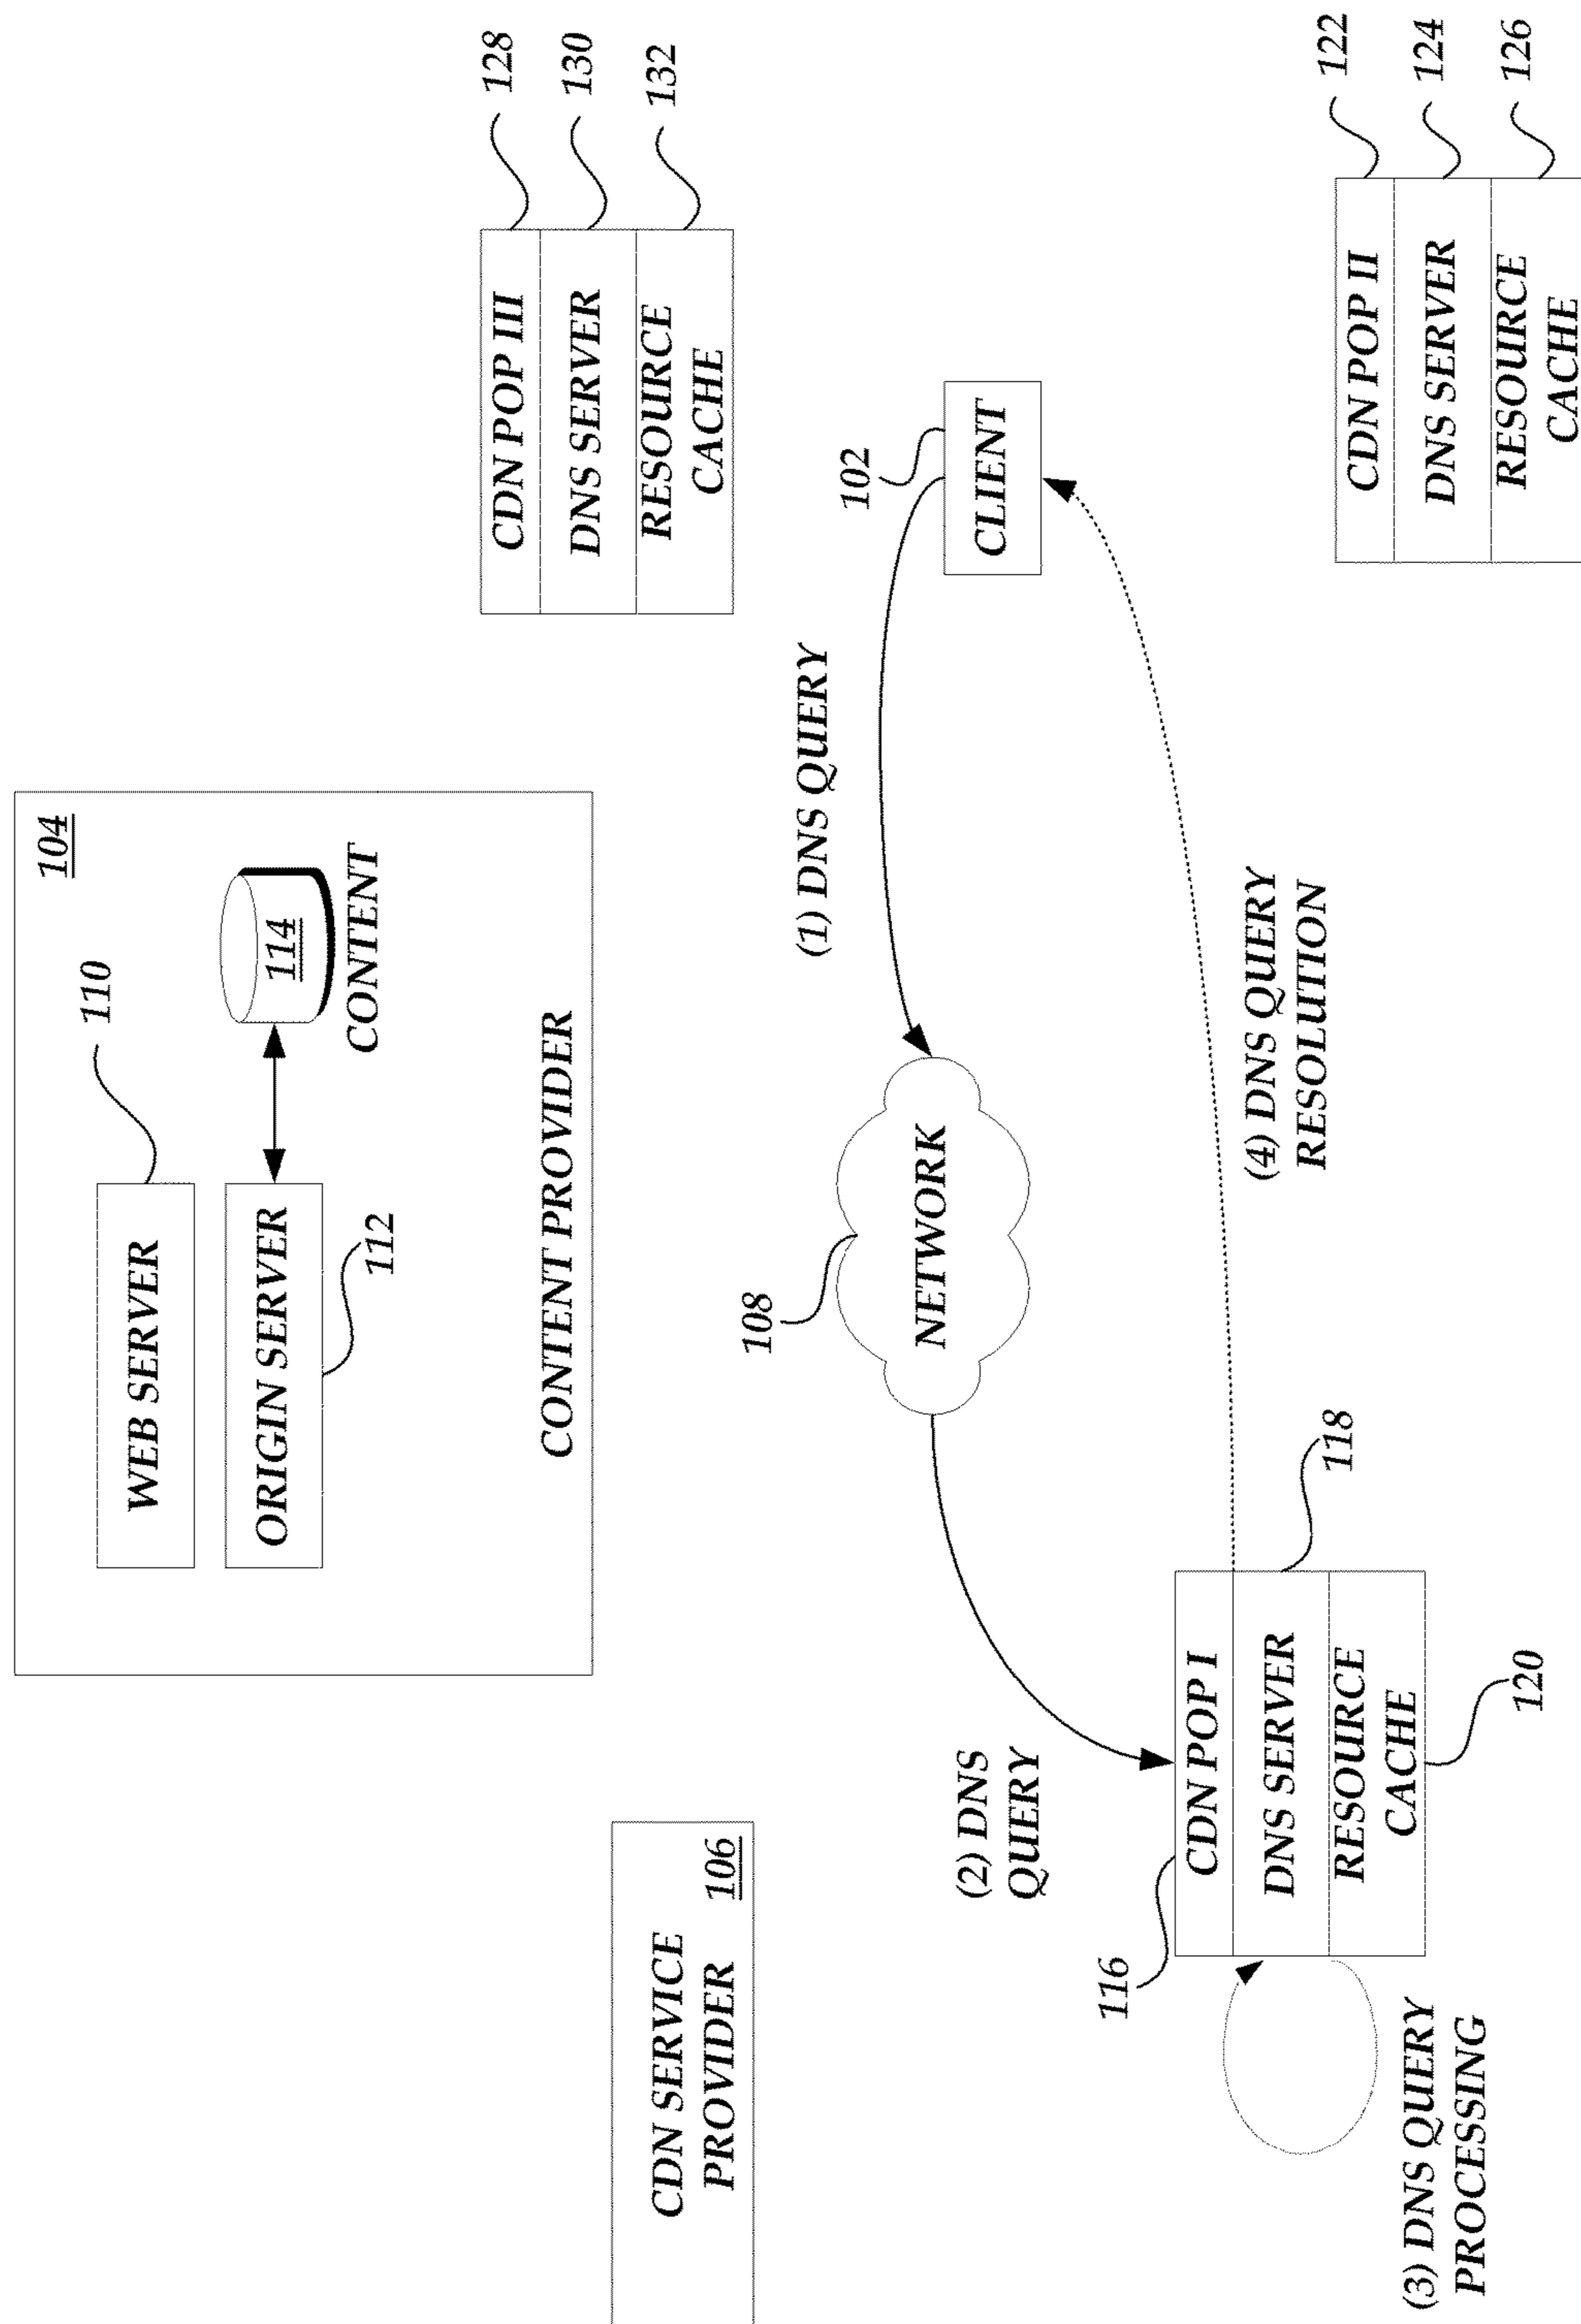 104
110
WEB SERVER
ORIGIN SERVER
114
CONTENT
112
CONTENT PROVIDER
CDN POP III
128
DNS SERVER
130
RESOURCE
CACHE
132
CDN SERVICE
PROVIDER
106
108
(1) DNS QUERY
102
NETWORK
CLIENT
(2) DNS
QUERY
116
CDN POP I
DNS SERVER
118
RESOURCE
CACHE
120
(4) DNS QUERY
RESOLUTION
(3) DNS QUERY
PROCESSING
CDN POP II
122
DNS SERVER
124
RESOURCE
CACHE
126